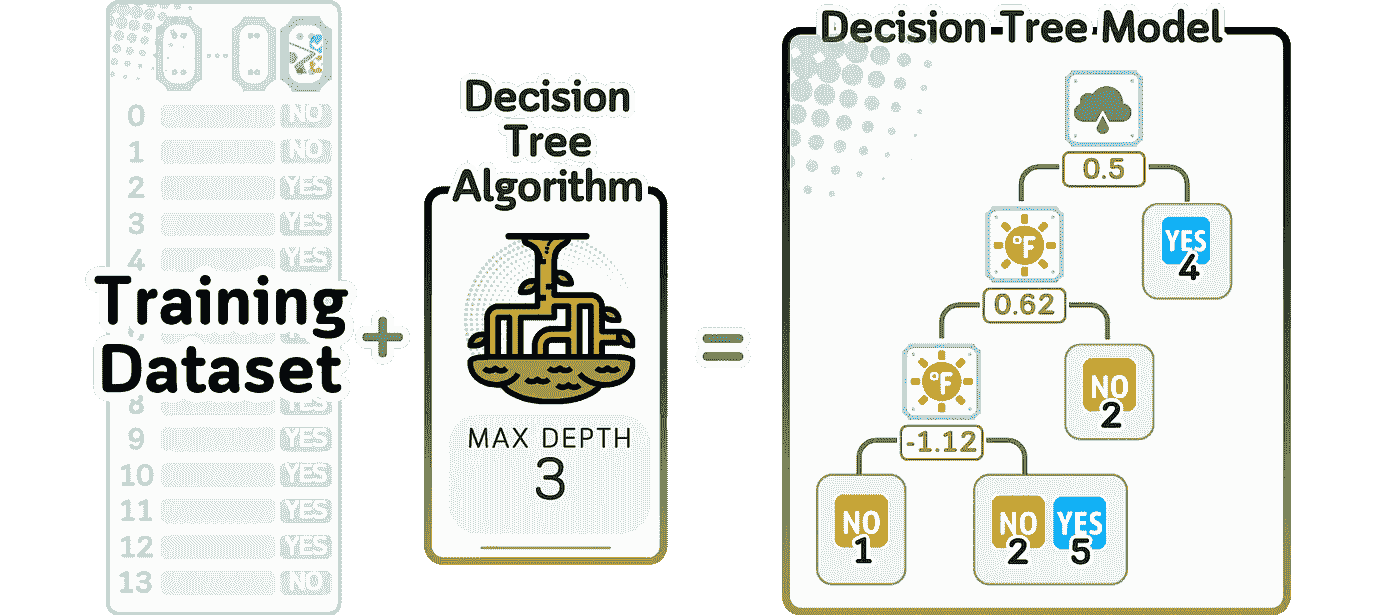 0 NO
1 NO
2 YES
3 YES
4 YES
Training
Dataset
8 YES
9 YES
10 YES
11 YES
12 YES
13 NO
+
Decision
Tree
Algorithm
MAX DEPTH
3
=
Decision Tree Model
0.5
°F
YES
4
0.62
°F
NO
2
-1.12
NO
1
NO YES
2 5